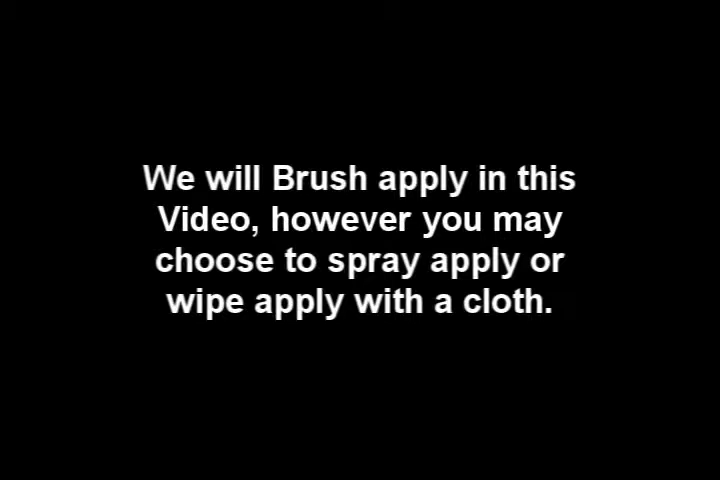 We will Brush apply in this
Video, however you may
choose to spray apply or
wipe apply with a cloth.